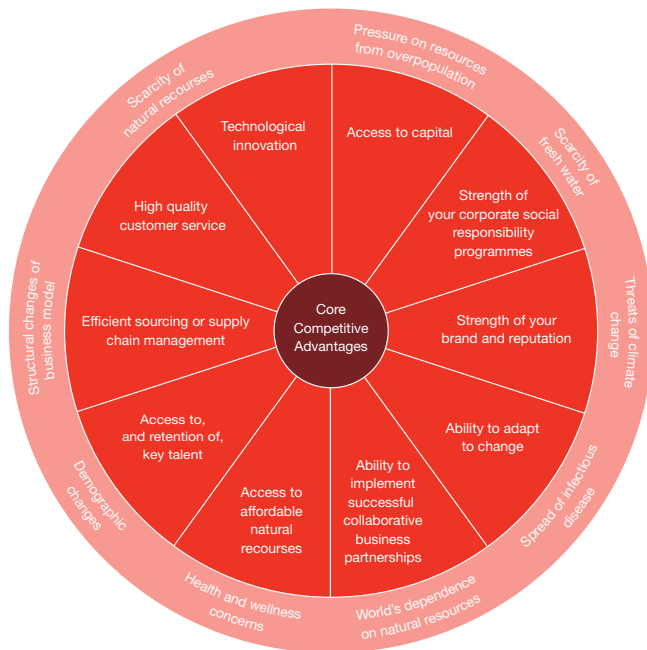 Pressure on resources
from overpopulation
Scarcity of
fresh water
Threats of climate
change
Spread of infectious
disease
World's dependence
on natural resources
Health and wellness
concerns
Demographic
changes
Structural changes of
business model
Scarcity of
natural recourses
Access to capital
Strength of
your corporate social
responsibility
programmes
Strength of your
brand and reputation
Ability to adapt
to change
Ability to
implement
successful
collaborative
business
partnerships
Access to
affordable
natural
recourses
Access to,
and retention of,
key talent
Efficient sourcing or supply
chain management
High quality
customer service
Technological
innovation
Core
Competitive
Advantages